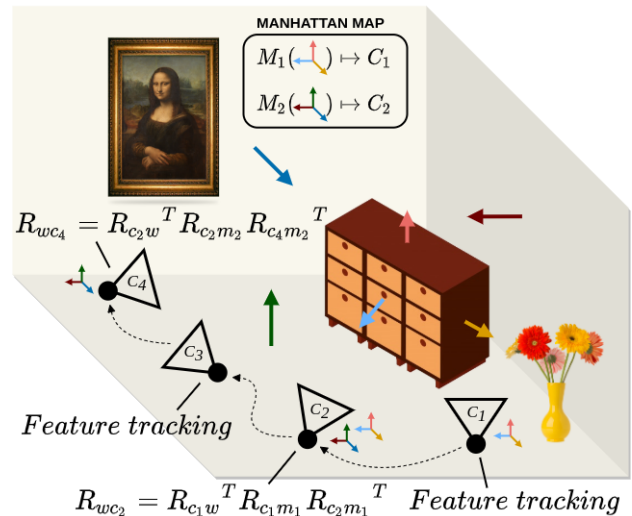 MANHATTAN MAP
M₁( ) ↦ C₁
M₂( ) ↦ C₂
R_{wc₄} = R_{c₂w}^T R_{c₂m₂} R_{c₄m₂}^T
C₄
C₃
Feature tracking
C₂
C₁
R_{wc₂} = R_{c₁w}^T R_{c₁m₁} R_{c₂m₁}^T
Feature tracking